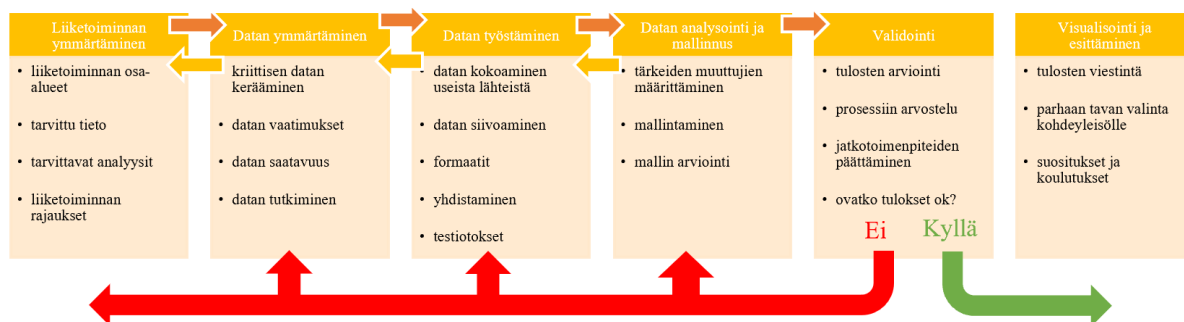 Liiketoiminnan
ymmärtäminen
• liiketoiminnan osa-
alueet
• tarvittu tieto
• tarvittavat analyysit
• liiketoiminnan
rajaukset
Datan ymmärtäminen
• kriittisen datan
kerääminen
• datan vaatimukset
• datan saatavuus
• datan tutkiminen
Datan työstäminen
• datan kokoaminen
useista lähteistä
• datan siivoaminen
• formaatit
• yhdistaminen
• testiotokset
Datan analysointi ja
mallinnus
• tärkeiden muuttujien
määrittäminen
• mallintaminen
• mallin arviointi
Validointi
• tulosten arviointi
• prosessiin arvostelu
• jatkotoimenpiteiden
päättäminen
• ovatko tulokset ok?
Ei
Kyllä
Visualisointi ja
esittäminen
• tulosten viestintä
• parhaan tavan valinta
kohdeyleisölle
• suositukset ja
koulutukset